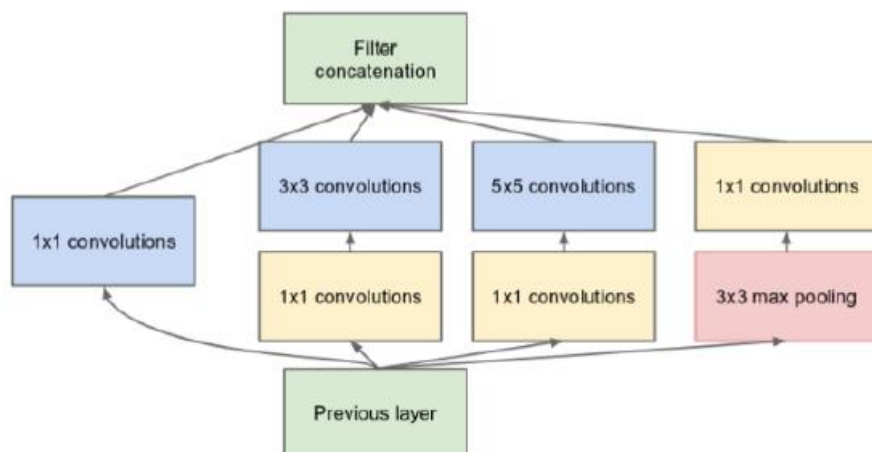 Filter
concatenation
3x3 convolutions
5x5 convolutions
1x1 convolutions
1x1 convolutions
1x1 convolutions
1x1 convolutions
3x3 max pooling
Previous layer